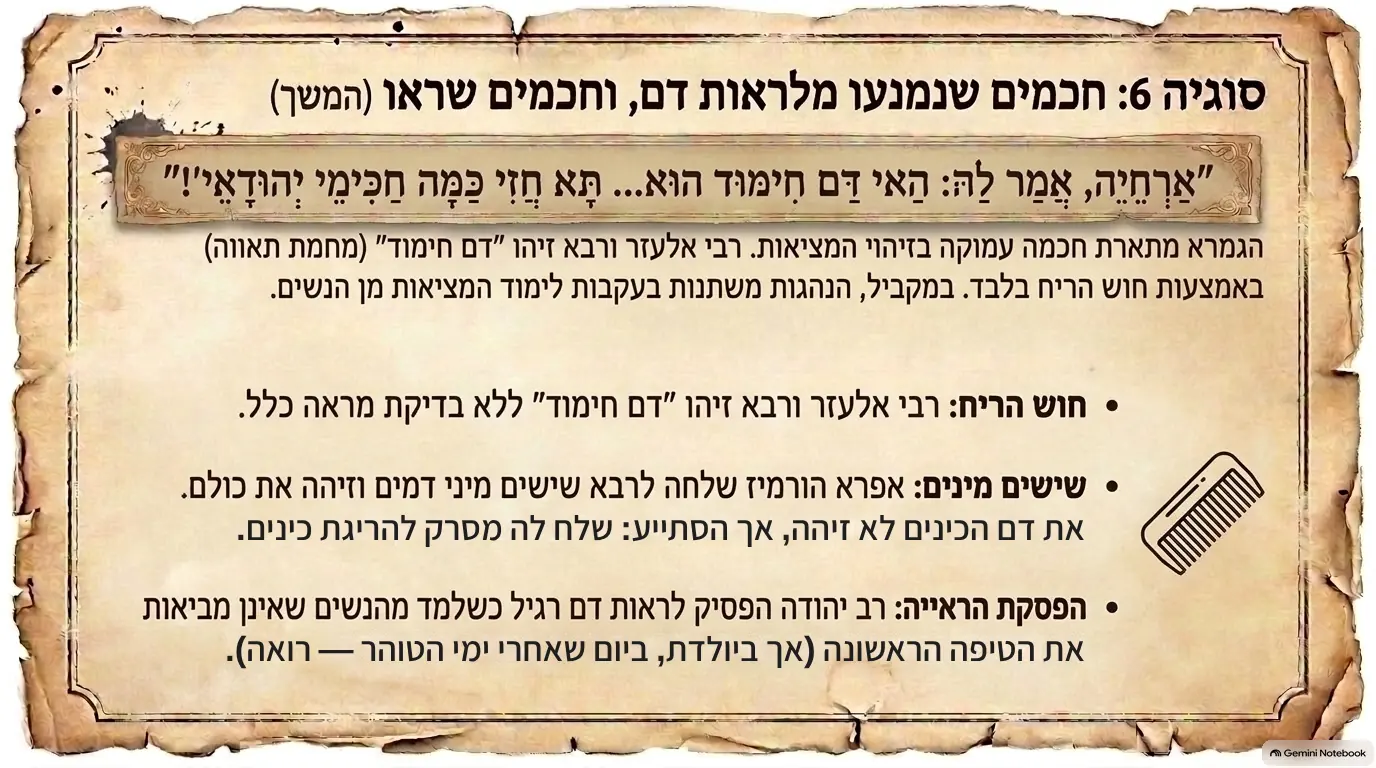 סוגיה 6: חכמים שנמנעו מלראות דם, וחכמים שראו (המשך)
"אַרְחֵיהּ, אֲמַר לַהּ: הַאי דַּם חִימּוּד הוּא... תָּא חֲזִי כַּמָּה חַכִּימֵי יְהוּדָאֵי'!"
הגמרא מתארת חכמה עמוקה בזיהוי המציאות. רבי אלעזר ורבא זיהו "דם חימוד" (מחמת תאווה)
באמצעות חוש הריח בלבד. במקביל, הנהגות משתנות בעקבות לימוד המציאות מן הנשים.
• חוש הריח: רבי אלעזר ורבא זיהו "דם חימוד" ללא בדיקת מראה כלל.
• שישים מינים: אפרא הורמיז שלחה לרבא שישים מיני דמים וזיהה את כולם.
את דם הכינים לא זיהה, אך הסתייע: שלח לה מסרק להריגת כינים.
• הפסקת הראייה: רב יהודה הפסיק לראות דם רגיל כשלמד מהנשים שאינן מביאות
את הטיפה הראשונה (אך ביולדת, ביום שאחרי ימי הטוהר — רואה).
Gemini Notebook